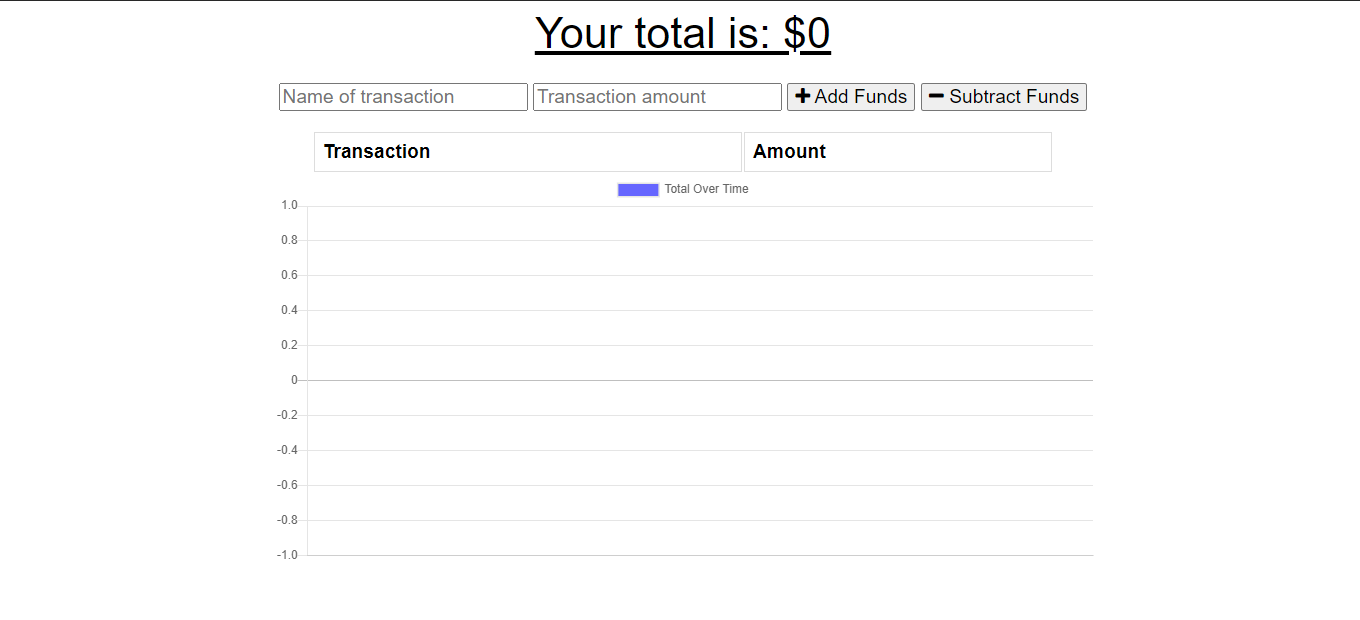 Your total is: $0
Name of transaction Transaction amount + Add Funds − Subtract Funds
Transaction Amount
Total Over Time
1.0
0.8
0.6
0.4
0.2
0
-0.2
-0.4
-0.6
-0.8
-1.0